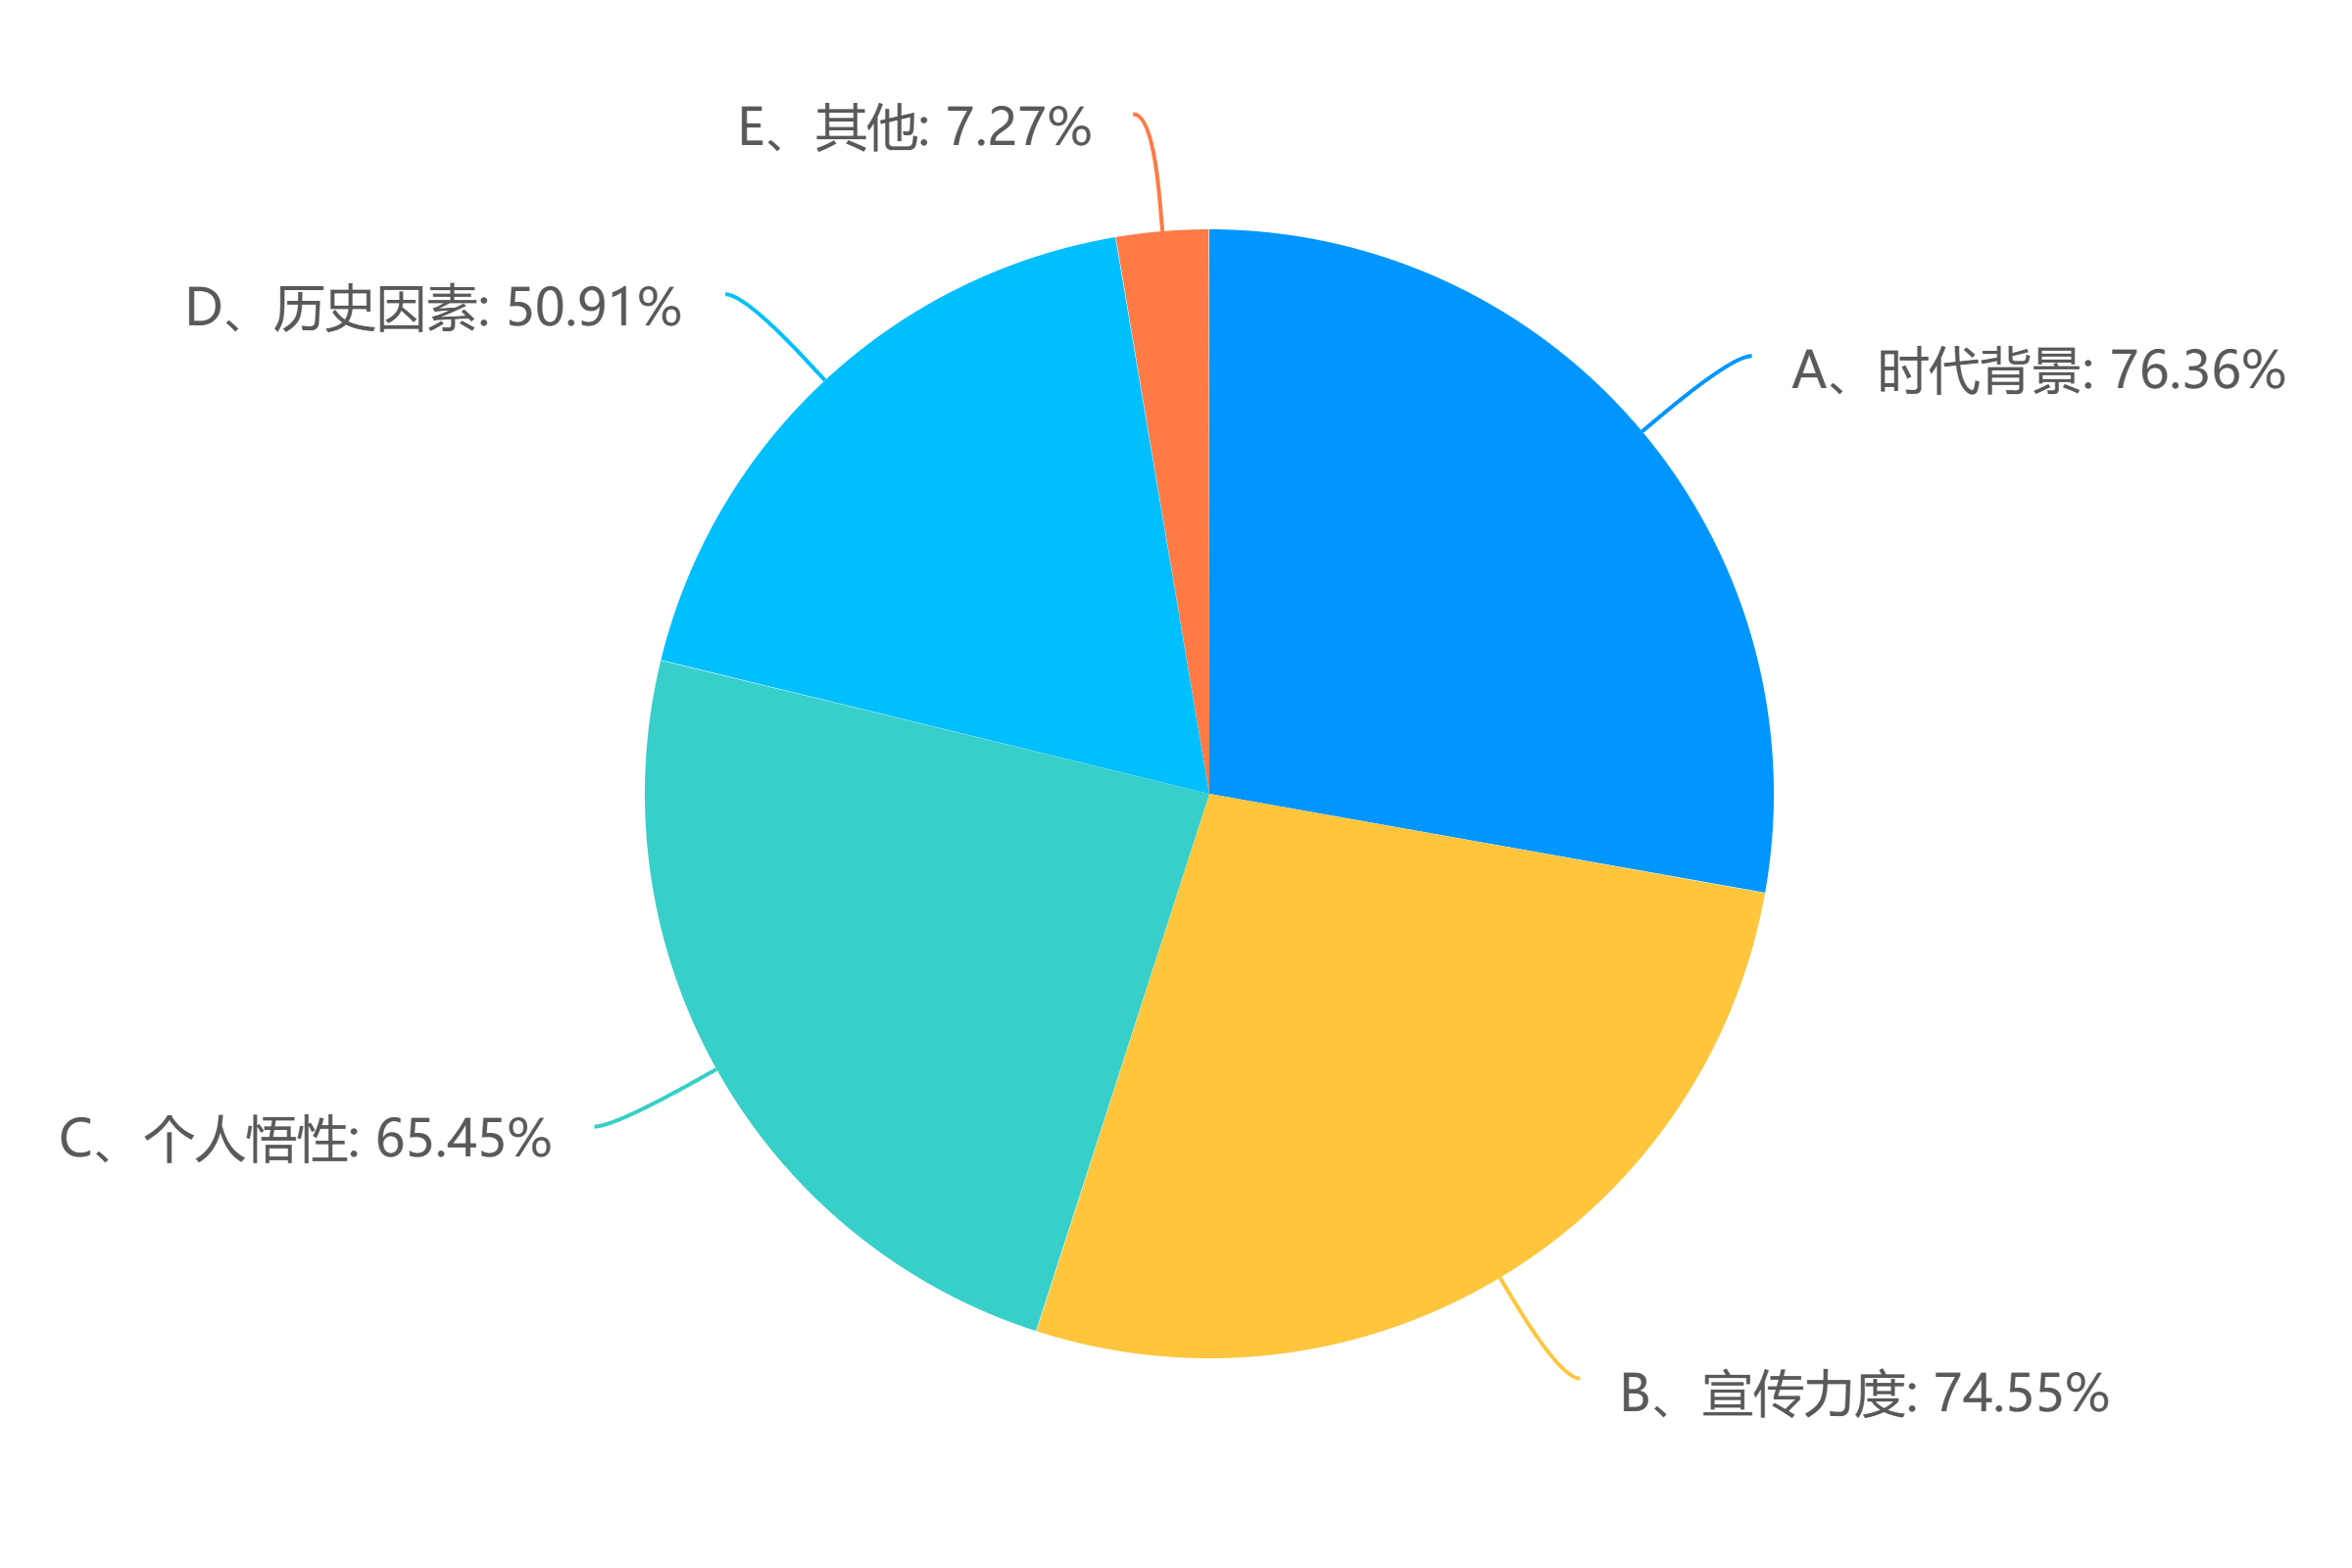 E、其他: 7.27%
D、历史因素: 50.91%
A、时代背景: 76.36%
C、个人悟性: 65.45%
B、宣传力度: 74.55%